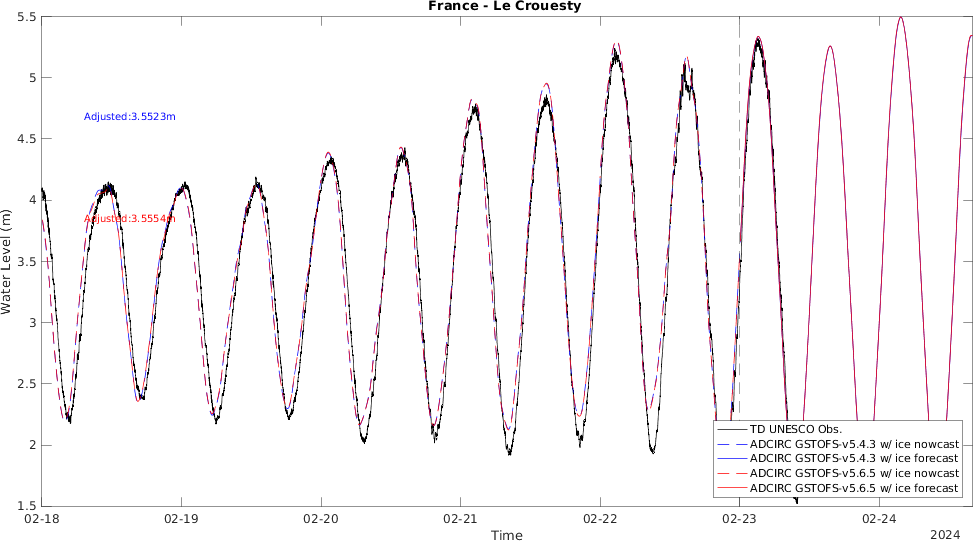 France - Le Crouesty
5.5
5
4.5
4
3.5
3
2.5
2
1.5
Water Level (m)
Adjusted:3.5523m
Adjusted:3.5554m
TD UNESCO Obs.
ADCIRC GSTOFS-v5.4.3 w/ ice nowcast
ADCIRC GSTOFS-v5.4.3 w/ ice forecast
ADCIRC GSTOFS-v5.6.5 w/ ice nowcast
ADCIRC GSTOFS-v5.6.5 w/ ice forecast
02-18 02-19 02-20 02-21 02-22 02-23 02-24
Time
2024